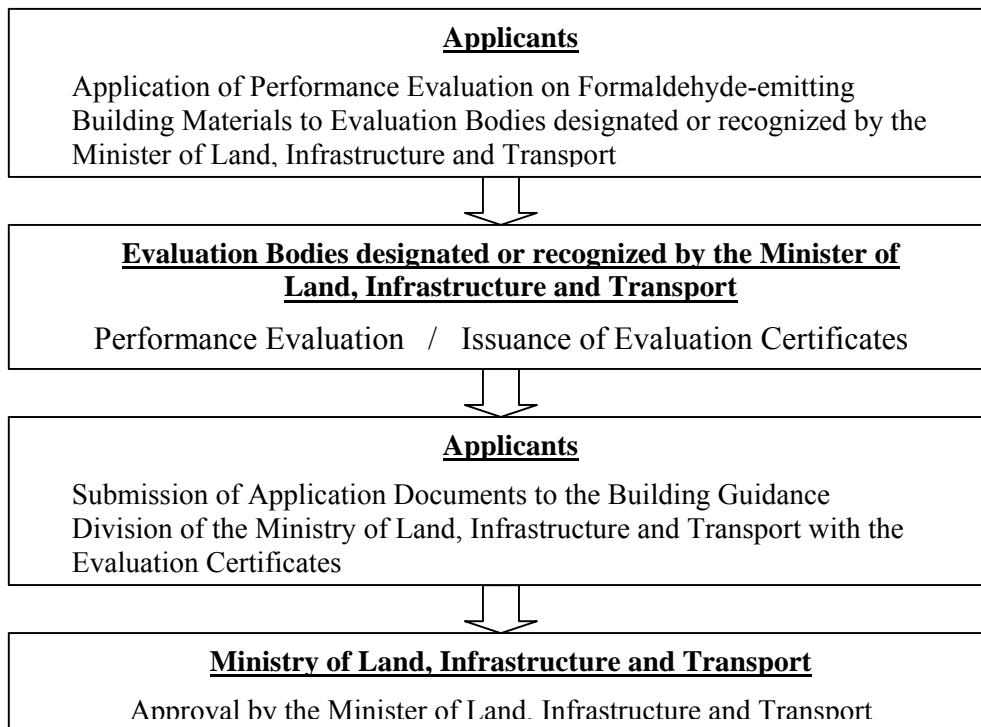 Applicants
Application of Performance Evaluation on Formaldehyde-emitting
Building Materials to Evaluation Bodies designated or recognized by the
Minister of Land, Infrastructure and Transport
Evaluation Bodies designated or recognized by the Minister of
Land, Infrastructure and Transport
Performance Evaluation / Issuance of Evaluation Certificates
Applicants
Submission of Application Documents to the Building Guidance
Division of the Ministry of Land, Infrastructure and Transport with the
Evaluation Certificates
Ministry of Land, Infrastructure and Transport
Approval by the Minister of Land, Infrastructure and Transport